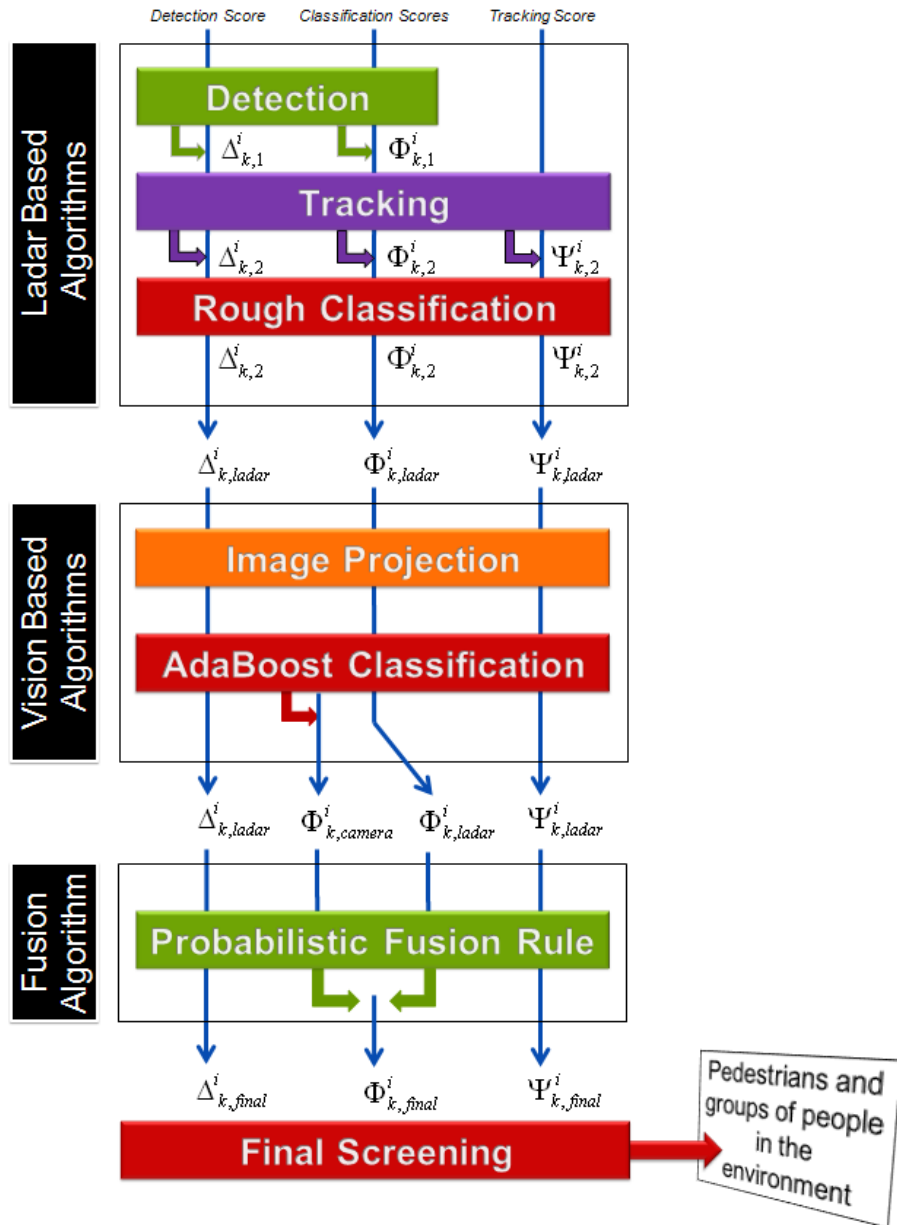 Detection Score Classification Scores Tracking Score
Ladar Based
Algorithms
Detection
Δ^i_{k,1} Φ^i_{k,1}
Tracking
Δ^i_{k,2} Φ^i_{k,2} Ψ^i_{k,2}
Rough Classification
Δ^i_{k,2} Φ^i_{k,2} Ψ^i_{k,2}
Δ^i_{k,ladar} Φ^i_{k,ladar} Ψ^i_{k,ladar}
Vision Based
Algorithms
Image Projection
AdaBoost Classification
Δ^i_{k,ladar} Φ^i_{k,camera} Φ^i_{k,ladar} Ψ^i_{k,ladar}
Fusion
Algorithm
Probabilistic Fusion Rule
Δ^i_{k,final} Φ^i_{k,final} Ψ^i_{k,final}
Final Screening
Pedestrians and
groups of people
in the
environment